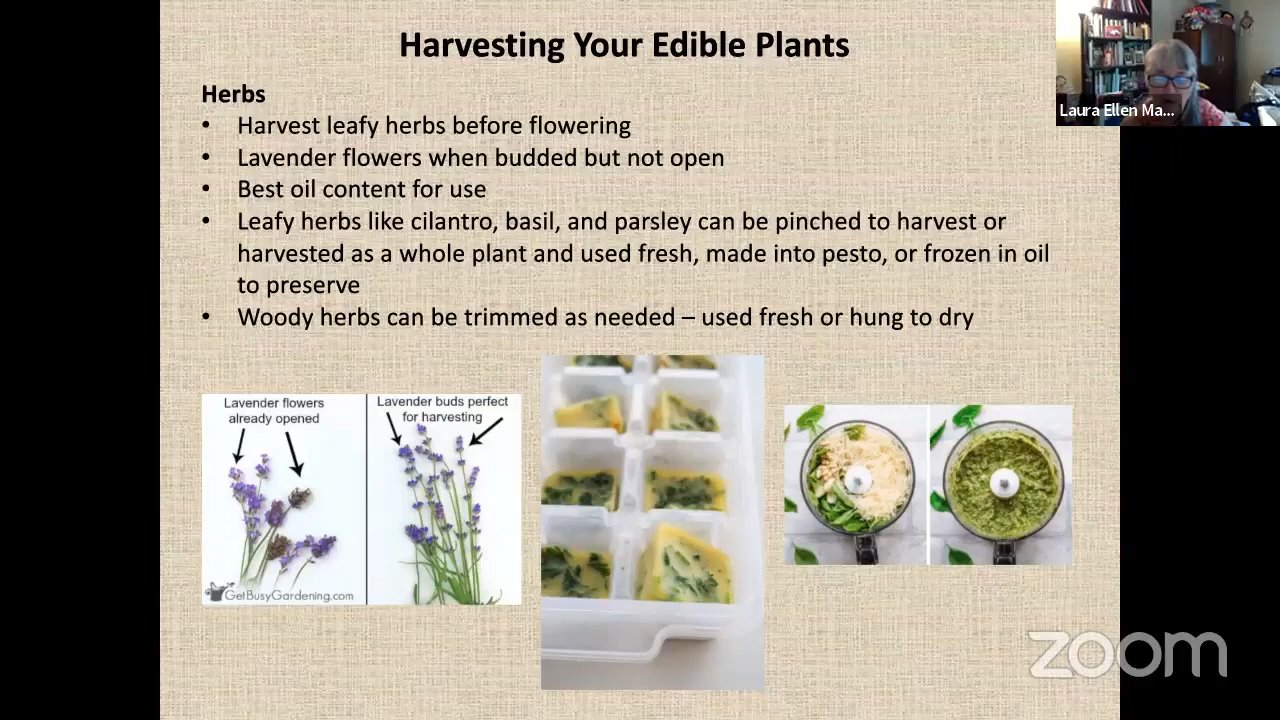 Harvesting Your Edible Plants
Laura Ellen Ma...
Herbs
• Harvest leafy herbs before flowering
• Lavender flowers when budded but not open
• Best oil content for use
• Leafy herbs like cilantro, basil, and parsley can be pinched to harvest or
harvested as a whole plant and used fresh, made into pesto, or frozen in oil
to preserve
• Woody herbs can be trimmed as needed – used fresh or hung to dry
Lavender flowers
already opened
Lavender buds perfect
for harvesting
GetBusyGardening.com
zoom